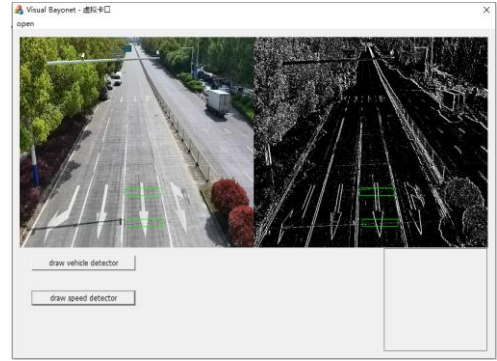 Visual Bayonet - 虚拟卡口
open
draw vehicle detector
draw speed detector